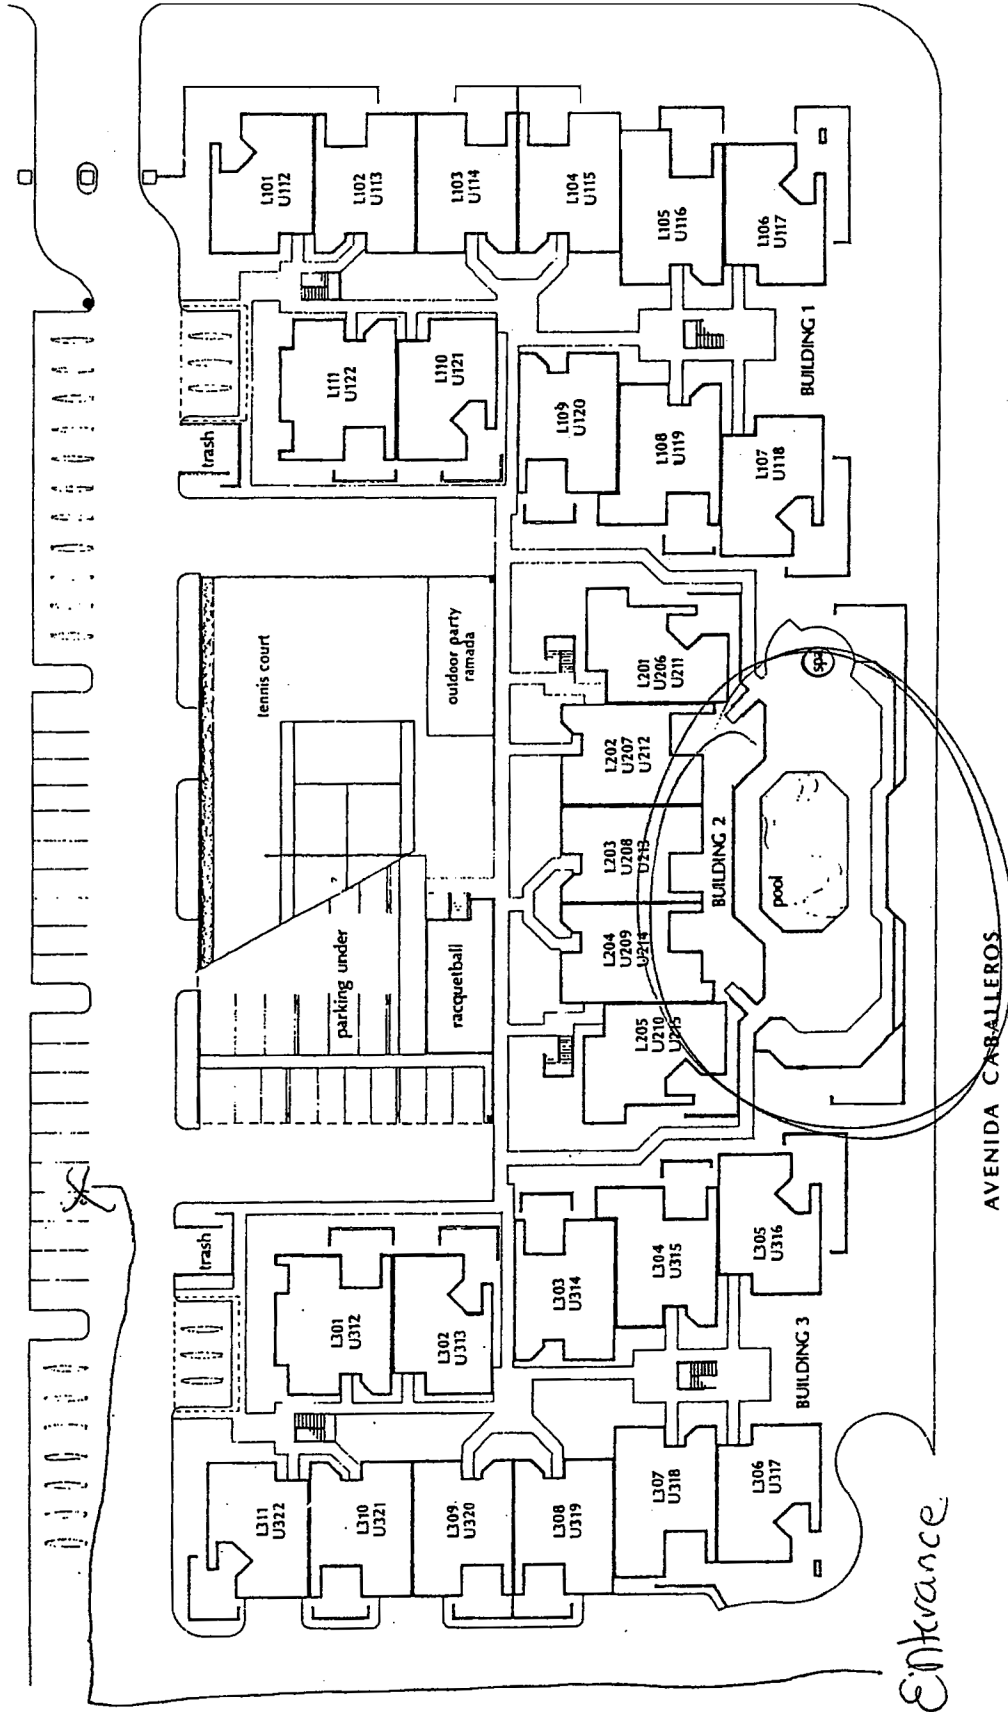 L101
U112
L102
U113
L103
U114
L104
U115
L105
U116
L106
U117
L111
U122
L110
U121
L109
U120
L108
U119
L107
U118
BUILDING 1
trash
tennis court
outdoor party
ramada
parking under
racquetball
L201
U206
U211
L202
U207
U212
L203
U208
U213
L204
U209
U214
L205
U210
U215
BUILDING 2
spa
pool
AVENIDA CABALLEROS
X
trash
L301
U312
L302
U313
L303
U314
L304
U315
L305
U316
L311
U322
L310
U321
L309
U320
L308
U319
L307
U318
L306
U317
BUILDING 3
Entrance